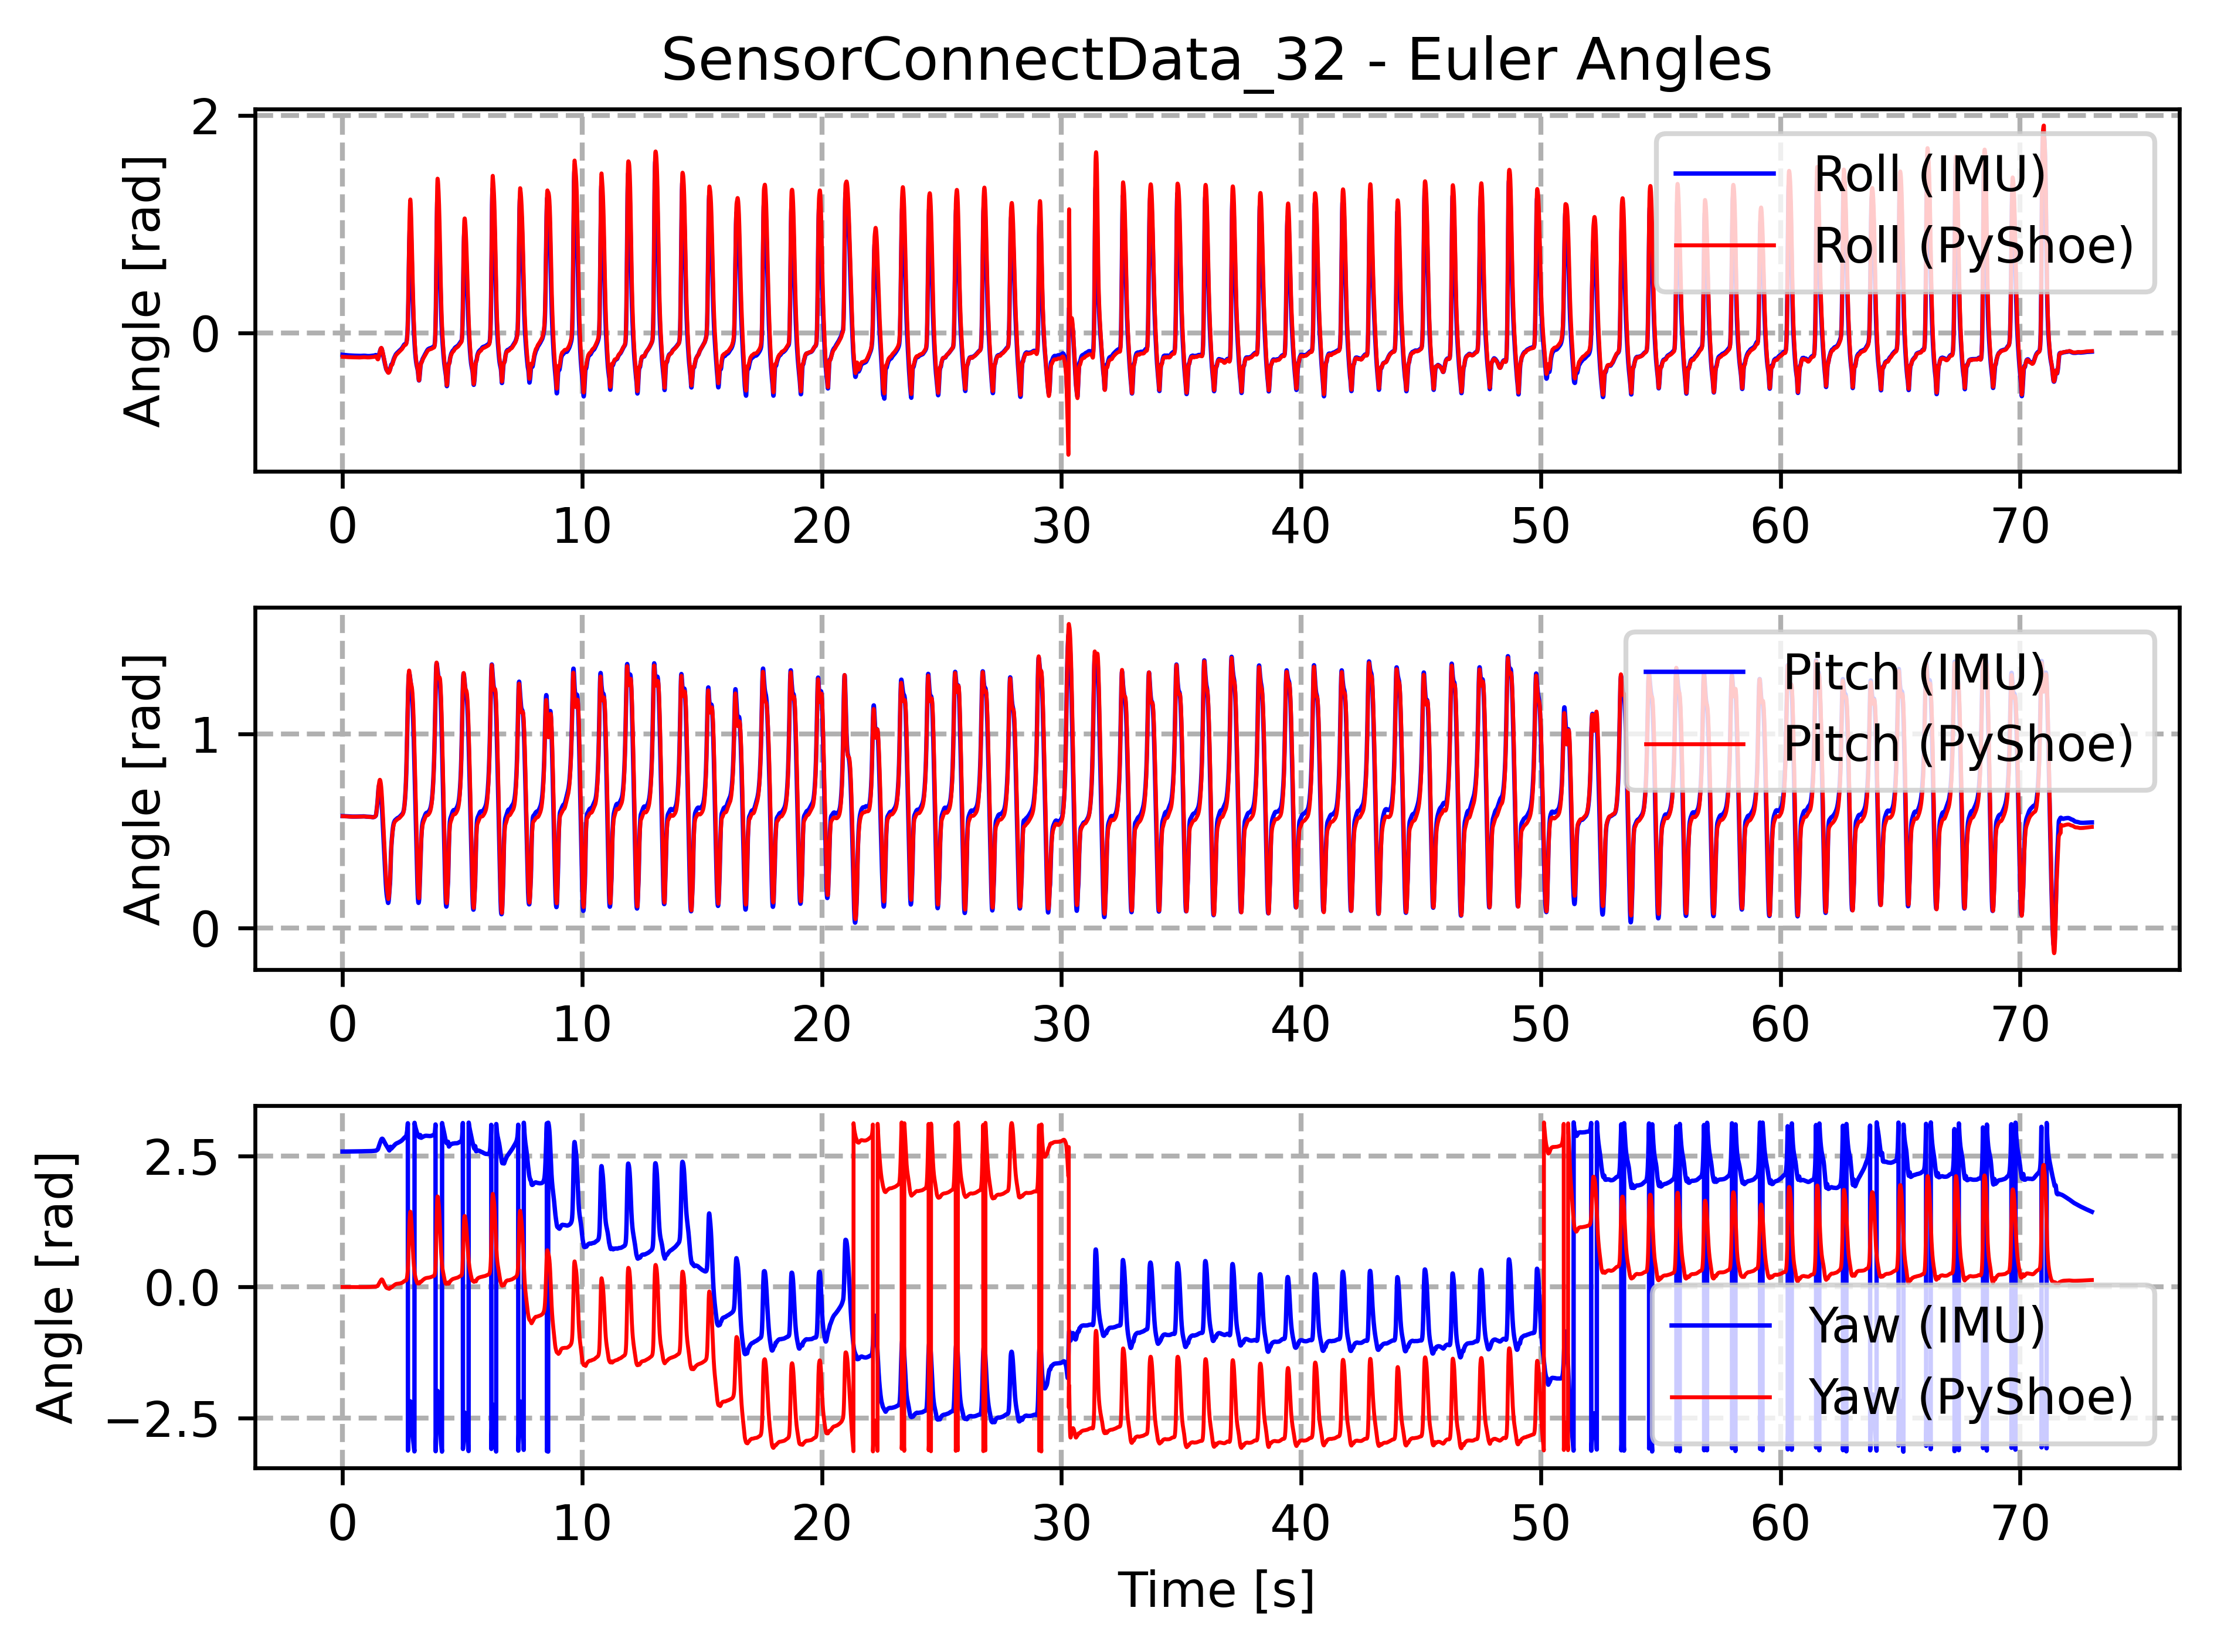 SensorConnectData_32 - Euler Angles
Angle [rad]
2
0
Roll (IMU)
Roll (PyShoe)
0 10 20 30 40 50 60 70
Angle [rad]
1
0
Pitch (IMU)
Pitch (PyShoe)
0 10 20 30 40 50 60 70
Angle [rad]
2.5
0.0
−2.5
Yaw (IMU)
Yaw (PyShoe)
0 10 20 30 40 50 60 70
Time [s]